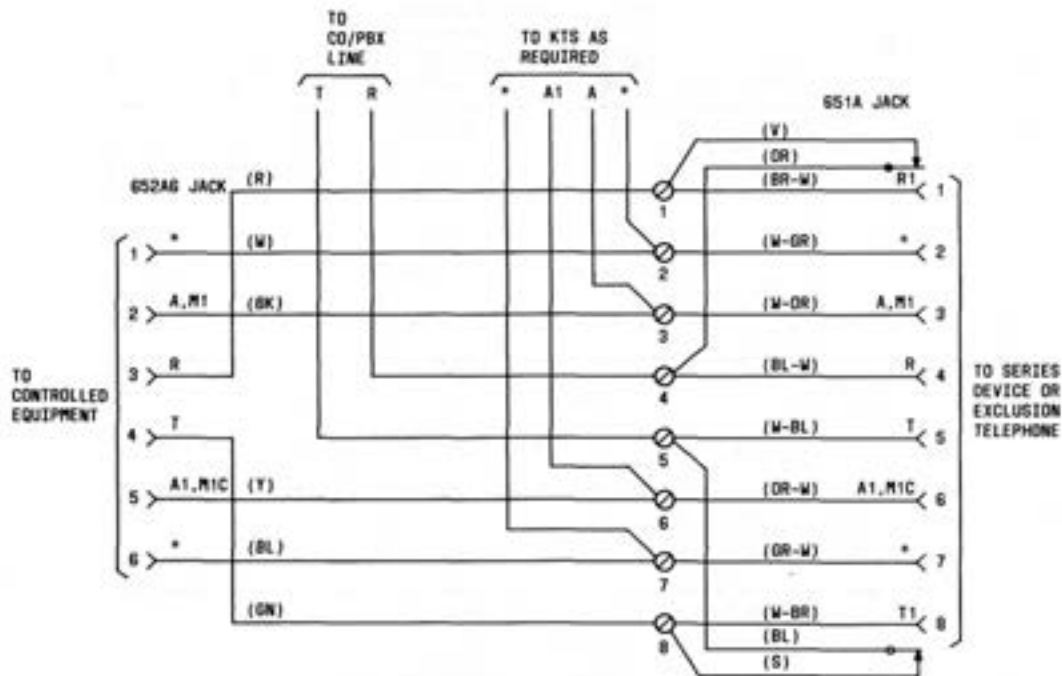 TO
CO/PBX
LINE
TO KTS AS
REQUIRED
T R
* A1 A *
651A JACK
(V)
(OR)
652A6 JACK (R) (BR-W) R1 1
1
1 * (W) (W-GR) * 2
2
2 A,M1 (BK) (W-OR) A,M1 3
3
3 R (BL-W) R 4
4
TO
CONTROLLED
EQUIPMENT
TO SERIES
DEVICE OR
EXCLUSION
TELEPHONE
4 T (W-BL) T 5
5
5 A1,M1C (Y) (OR-W) A1,M1C 6
6
6 * (BL) (GR-W) * 7
7
(GN) (W-BR) T1 8
8
(BL)
(S)